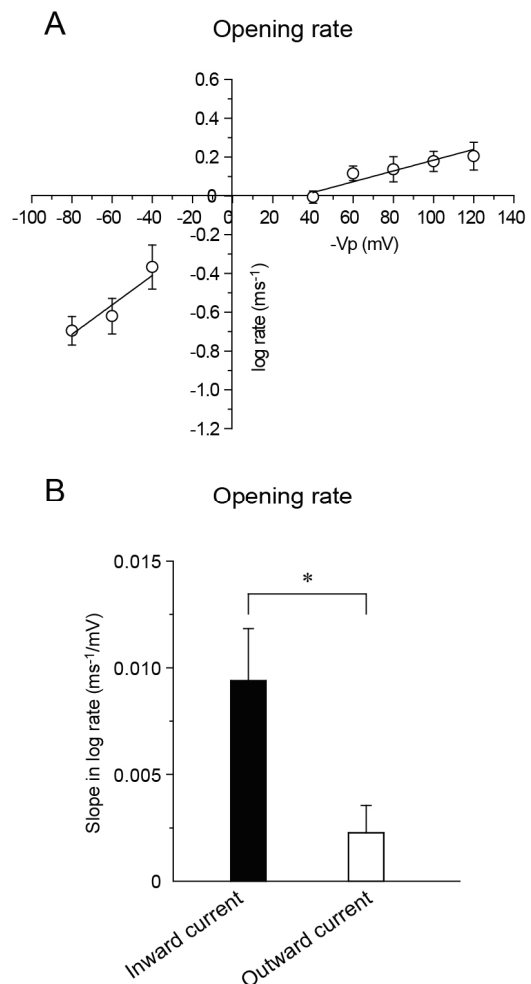 A
Opening rate
0.6
0.4
0.2
0
-100 -80 -60 -40 -20 0 20 40 60 80 100 120 140
-Vp (mV)
-0.2
-0.4
-0.6
-0.8
-1.0
-1.2
log rate (ms⁻¹)
B
Opening rate
0.015
0.010
0.005
0
Slope in log rate (ms⁻¹/mV)
*
Inward current
Outward current